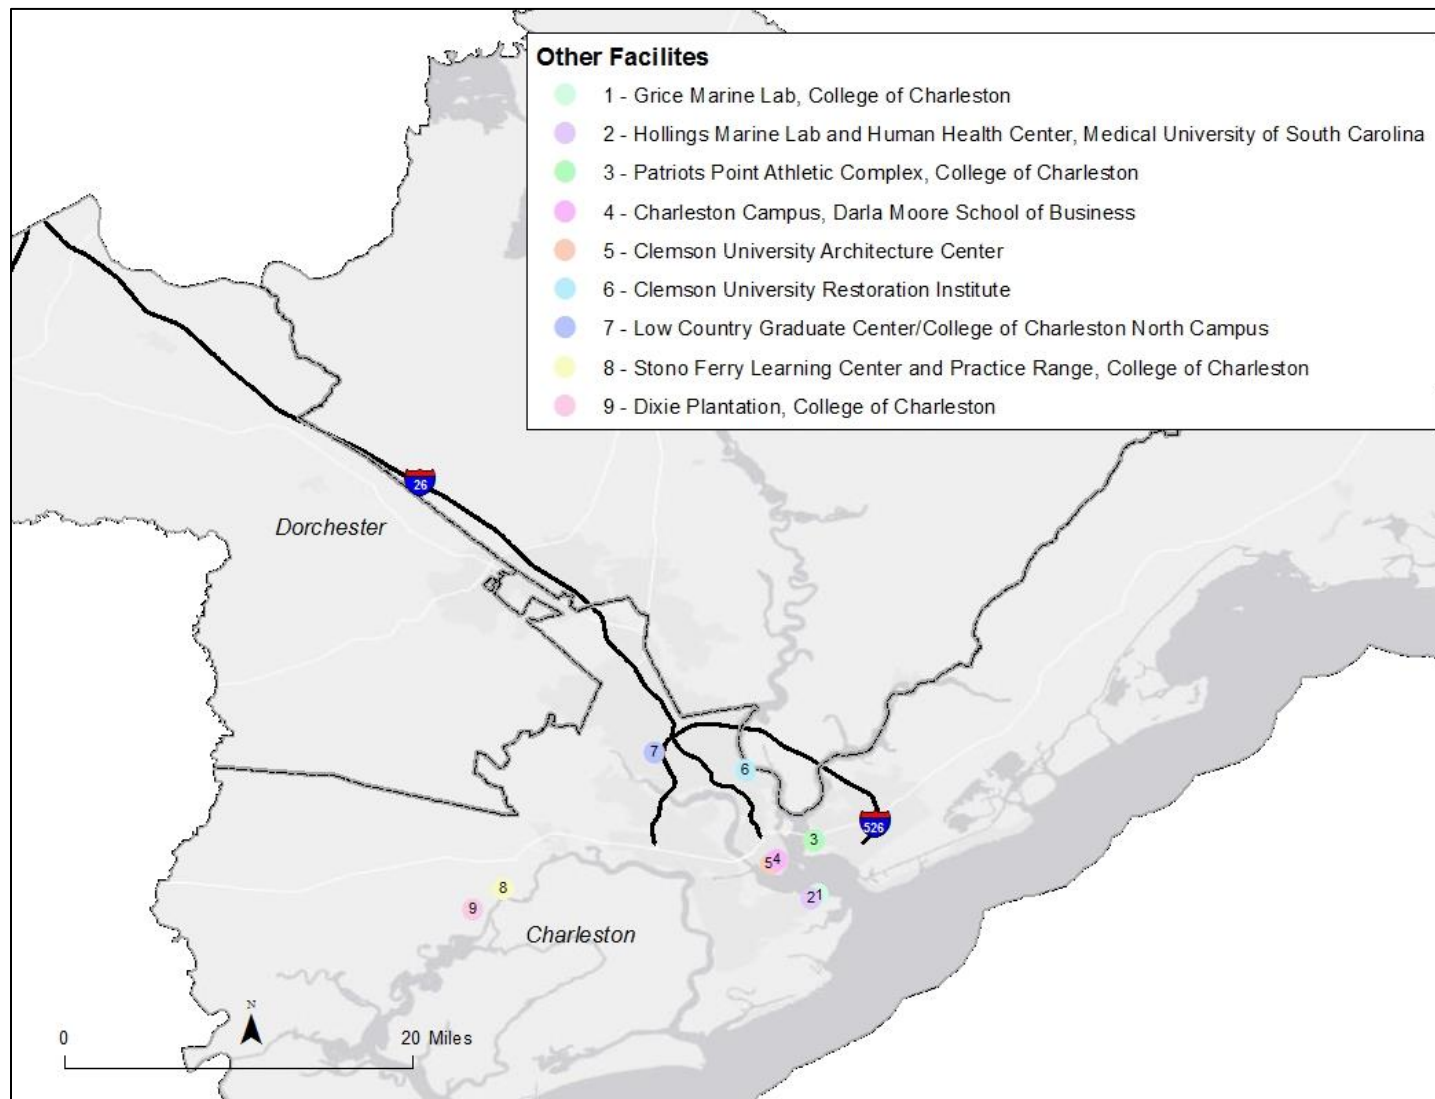 Other Facilites
1 - Grice Marine Lab, College of Charleston
2 - Hollings Marine Lab and Human Health Center, Medical University of South Carolina
3 - Patriots Point Athletic Complex, College of Charleston
4 - Charleston Campus, Darla Moore School of Business
5 - Clemson University Architecture Center
6 - Clemson University Restoration Institute
7 - Low Country Graduate Center/College of Charleston North Campus
8 - Stono Ferry Learning Center and Practice Range, College of Charleston
9 - Dixie Plantation, College of Charleston
26
Dorchester
7
6
526
3
5
4
8
2
1
9
Charleston
N
0
20 Miles